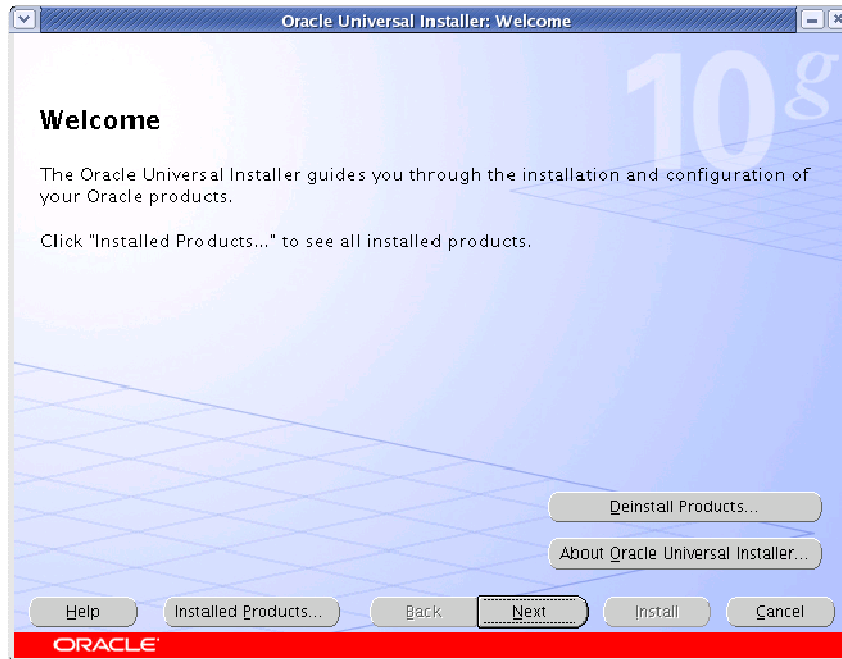 Oracle Universal Installer: Welcome
10g
Welcome
The Oracle Universal Installer guides you through the installation and configuration of
your Oracle products.
Click "Installed Products..." to see all installed products.
Deinstall Products...
About Oracle Universal Installer...
Help Installed Products... Back Next Install Cancel
ORACLE